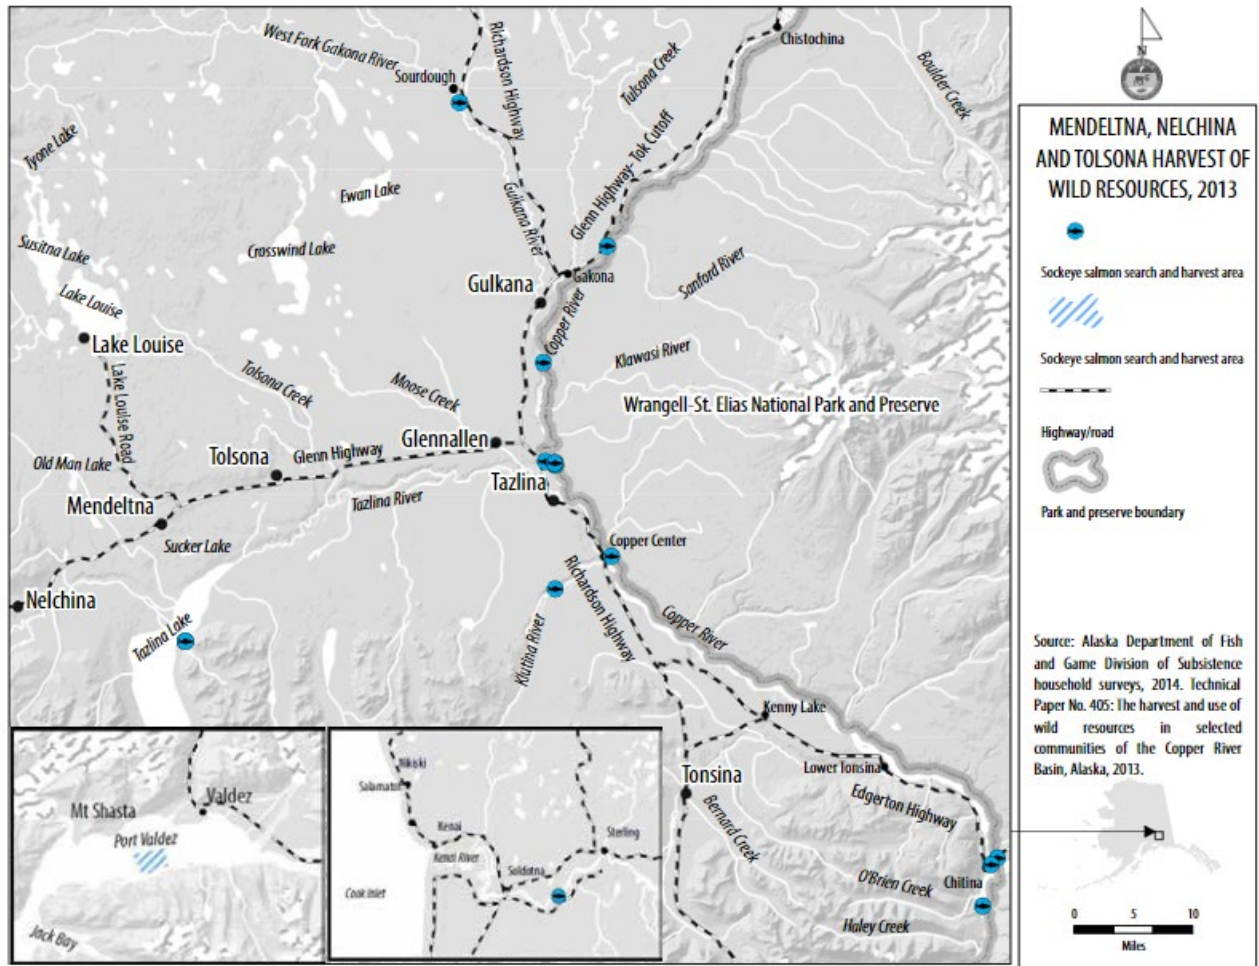 Chistochina
West Fork Gakona River
Richardson Highway
Sourdough
Tulsona Creek
Boulder Creek
Tyone Lake
Ewan Lake
Gulkana River
Glenn Highway- Tok Cutoff
Susitna Lake
Crosswind Lake
Sanford River
Gakona
Gulkana
Lake Louise
Copper River
Lake Louise
Klawasi River
Lake Louise Road
Tolsona Creek
Moose Creek
Wrangell-St. Elias National Park and Preserve
Glennallen
Glenn Highway
Tolsona
Old Man Lake
Tazlina
Tazlina River
Mendeltna
Sucker Lake
Copper Center
Nelchina
Richardson Highway
Copper River
Tazlina Lake
Klutina River
Kenny Lake
Lower Tonsina
Tonsina
Edgerton Highway
Bernard Creek
O'Brien Creek
Chitina
Haley Creek
Mt Shasta
Valdez
Port Valdez
Jack Bay
Nikiski
Salamatof
Kenai
Kenai River
Sterling
Soldotna
Cook Inlet
N
MENDELTNA, NELCHINA
AND TOLSONA HARVEST OF
WILD RESOURCES, 2013
Sockeye salmon search and harvest area
Sockeye salmon search and harvest area
Highway/road
Park and preserve boundary
Source: Alaska Department of Fish
and Game Division of Subsistence
household surveys, 2014. Technical
Paper No. 405: The harvest and use of
wild resources in selected
communities of the Copper River
Basin, Alaska, 2013.
0 5 10
Miles